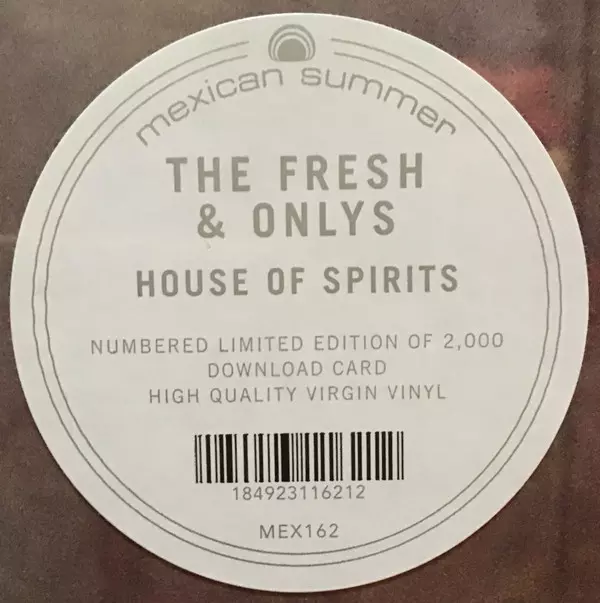 mexican summer
THE FRESH
& ONLYS
HOUSE OF SPIRITS
NUMBERED LIMITED EDITION OF 2,000
DOWNLOAD CARD
HIGH QUALITY VIRGIN VINYL
184923116212
MEX162